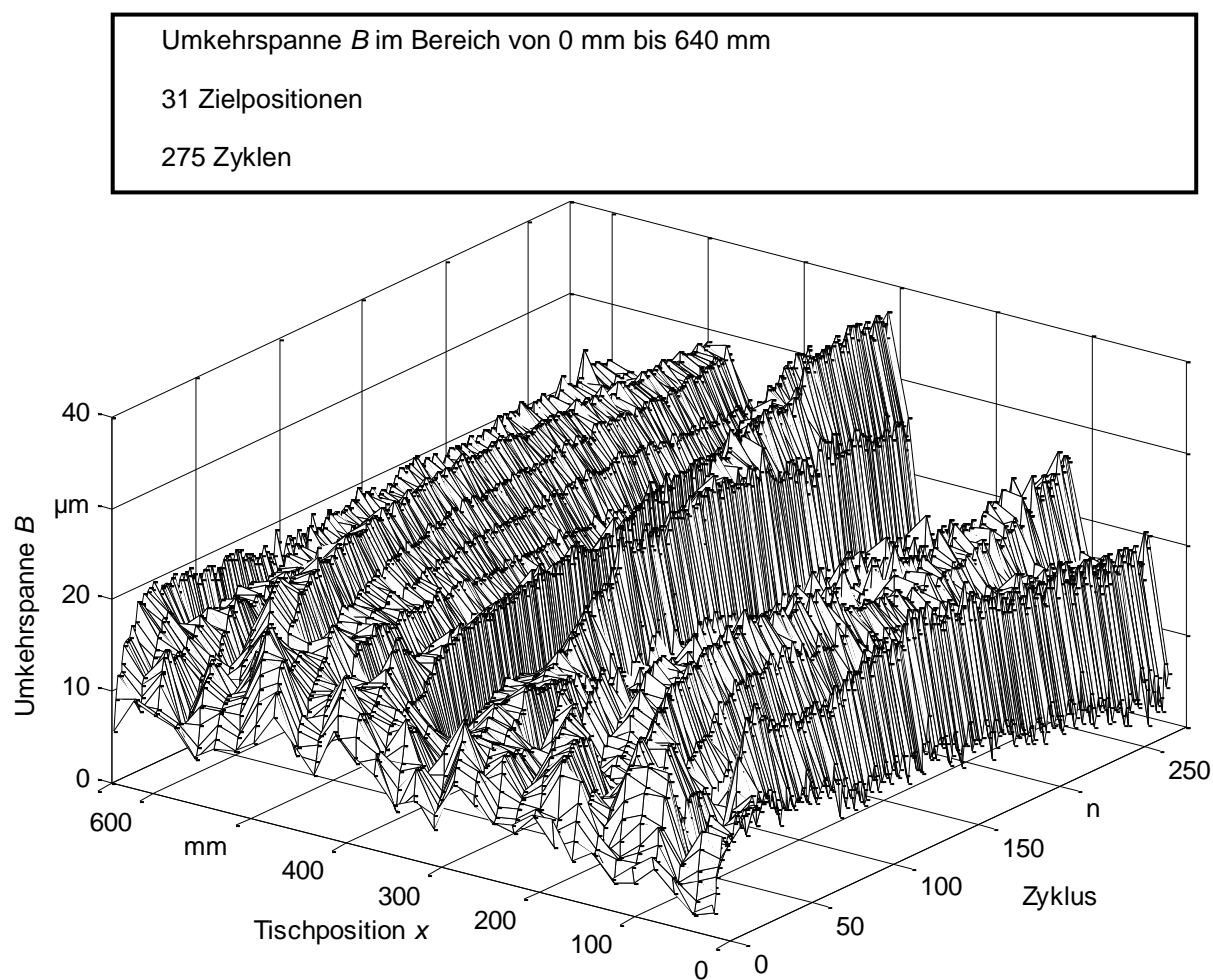 Umkehrspanne B im Bereich von 0 mm bis 640 mm
31 Zielpositionen
275 Zyklen
40
µm
20
10
0
Umkehrspanne B
600
mm
400
300
200
100
0
Tischposition x
0
50
100
150
n
250
Zyklus